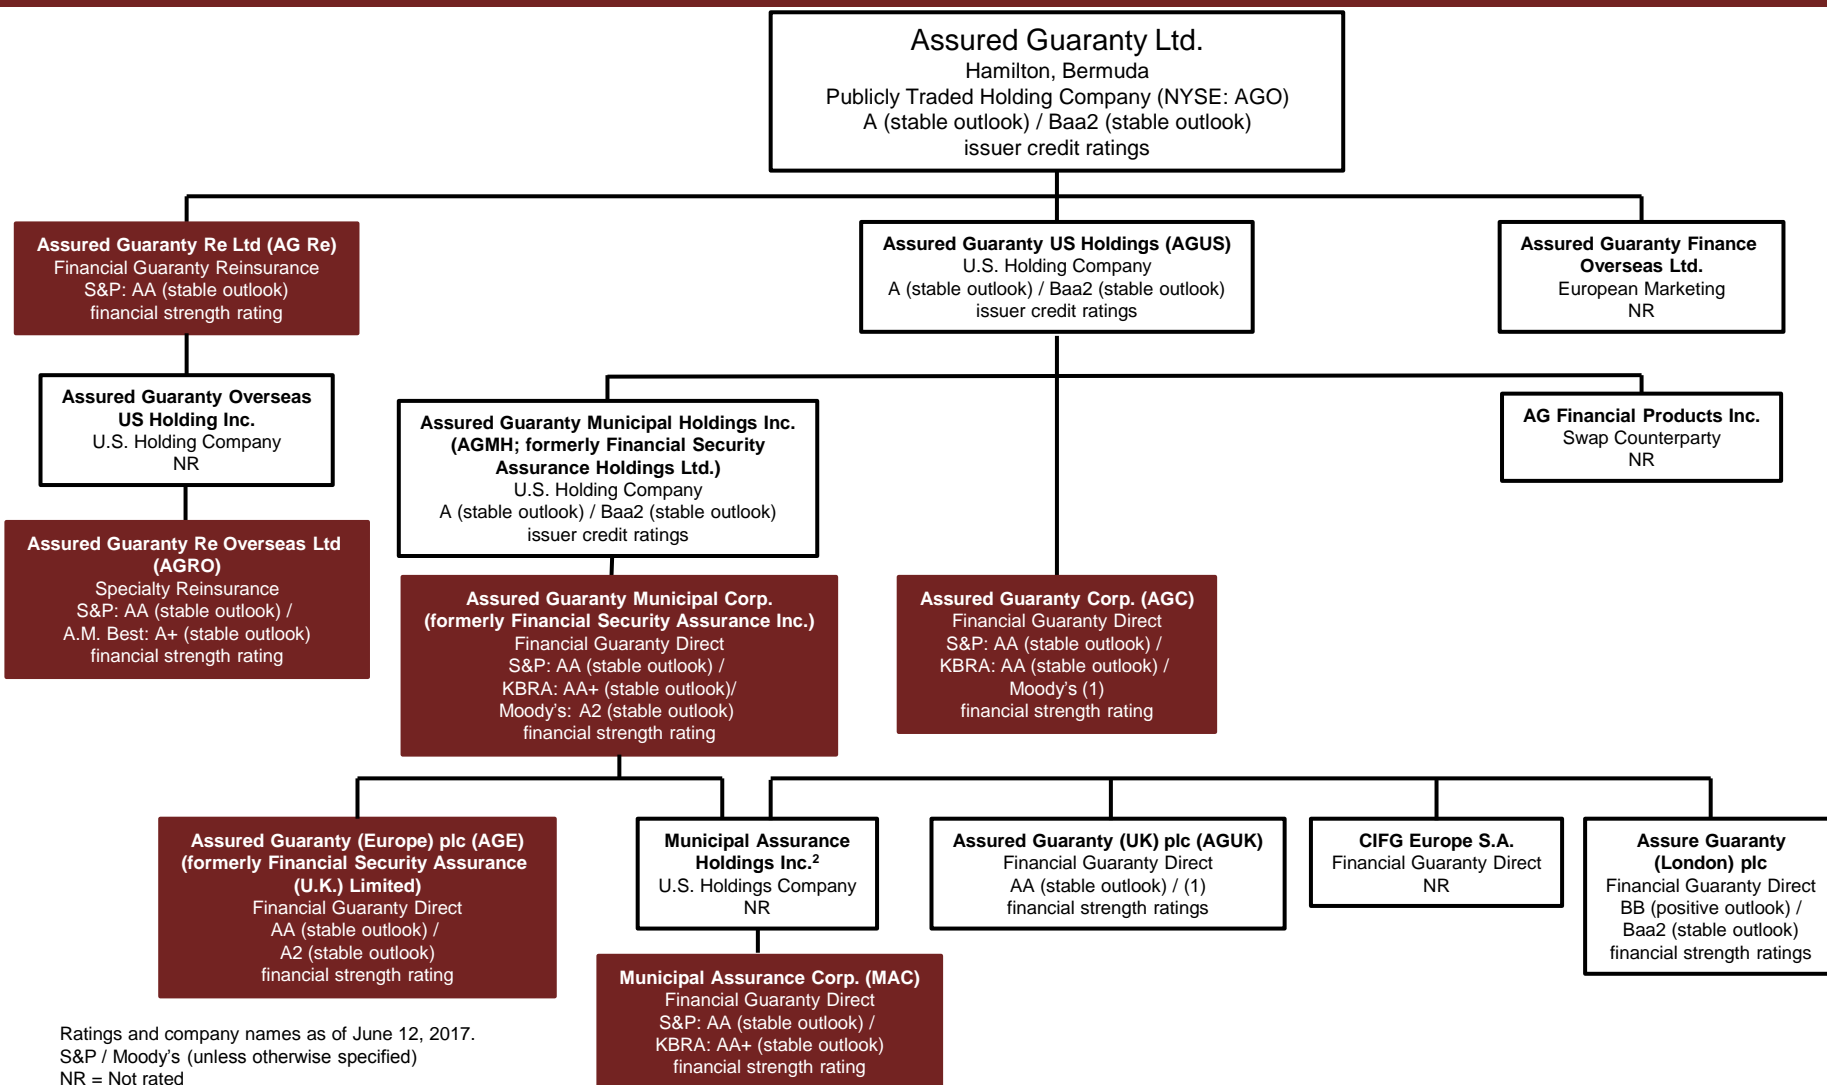 Assured Guaranty Ltd.
Hamilton, Bermuda
Publicly Traded Holding Company (NYSE: AGO)
A (stable outlook) / Baa2 (stable outlook)
issuer credit ratings
Assured Guaranty Re Ltd (AG Re)
Financial Guaranty Reinsurance
S&P: AA (stable outlook)
financial strength rating
Assured Guaranty US Holdings (AGUS)
U.S. Holding Company
A (stable outlook) / Baa2 (stable outlook)
issuer credit ratings
Assured Guaranty Finance
Overseas Ltd.
European Marketing
NR
Assured Guaranty Overseas
US Holding Inc.
U.S. Holding Company
NR
Assured Guaranty Municipal Holdings Inc.
(AGMH; formerly Financial Security
Assurance Holdings Ltd.)
U.S. Holding Company
A (stable outlook) / Baa2 (stable outlook)
issuer credit ratings
AG Financial Products Inc.
Swap Counterparty
NR
Assured Guaranty Re Overseas Ltd
(AGRO)
Specialty Reinsurance
S&P: AA (stable outlook) /
A.M. Best: A+ (stable outlook)
financial strength rating
Assured Guaranty Municipal Corp.
(formerly Financial Security Assurance Inc.)
Financial Guaranty Direct
S&P: AA (stable outlook) /
KBRA: AA+ (stable outlook)/
Moody’s: A2 (stable outlook)
financial strength rating
Assured Guaranty Corp. (AGC)
Financial Guaranty Direct
S&P: AA (stable outlook) /
KBRA: AA (stable outlook) /
Moody’s (1)
financial strength rating
Assured Guaranty (Europe) plc (AGE)
(formerly Financial Security Assurance
(U.K.) Limited)
Financial Guaranty Direct
AA (stable outlook) /
A2 (stable outlook)
financial strength rating
Municipal Assurance
Holdings Inc.²
U.S. Holdings Company
NR
Assured Guaranty (UK) plc (AGUK)
Financial Guaranty Direct
AA (stable outlook) / (1)
financial strength ratings
CIFG Europe S.A.
Financial Guaranty Direct
NR
Assure Guaranty
(London) plc
Financial Guaranty Direct
BB (positive outlook) /
Baa2 (stable outlook)
financial strength ratings
Municipal Assurance Corp. (MAC)
Financial Guaranty Direct
S&P: AA (stable outlook) /
KBRA: AA+ (stable outlook)
financial strength rating
Ratings and company names as of June 12, 2017.
S&P / Moody’s (unless otherwise specified)
NR = Not rated